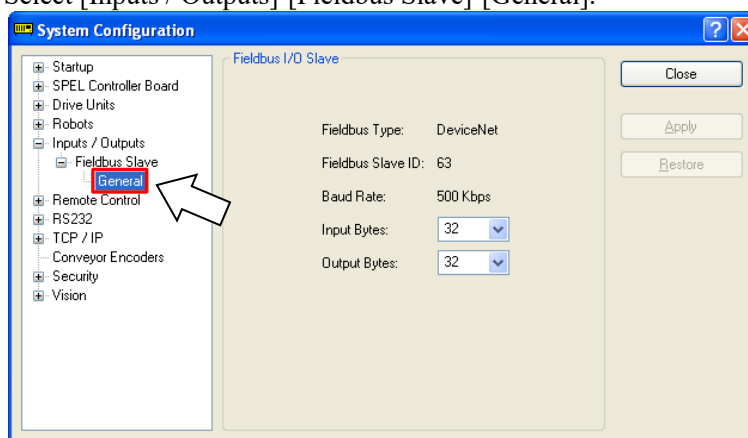 Select [Inputs / Outputs]-[Fieldbus Slave]-[General].
System Configuration
Startup
SPEL Controller Board
Drive Units
Robots
Inputs / Outputs
Fieldbus Slave
General
Remote Control
RS232
TCP / IP
Conveyor Encoders
Security
Vision
Fieldbus I/O Slave
Fieldbus Type: DeviceNet
Fieldbus Slave ID: 63
Baud Rate: 500 Kbps
Input Bytes: 32
Output Bytes: 32
Close
Apply
Restore